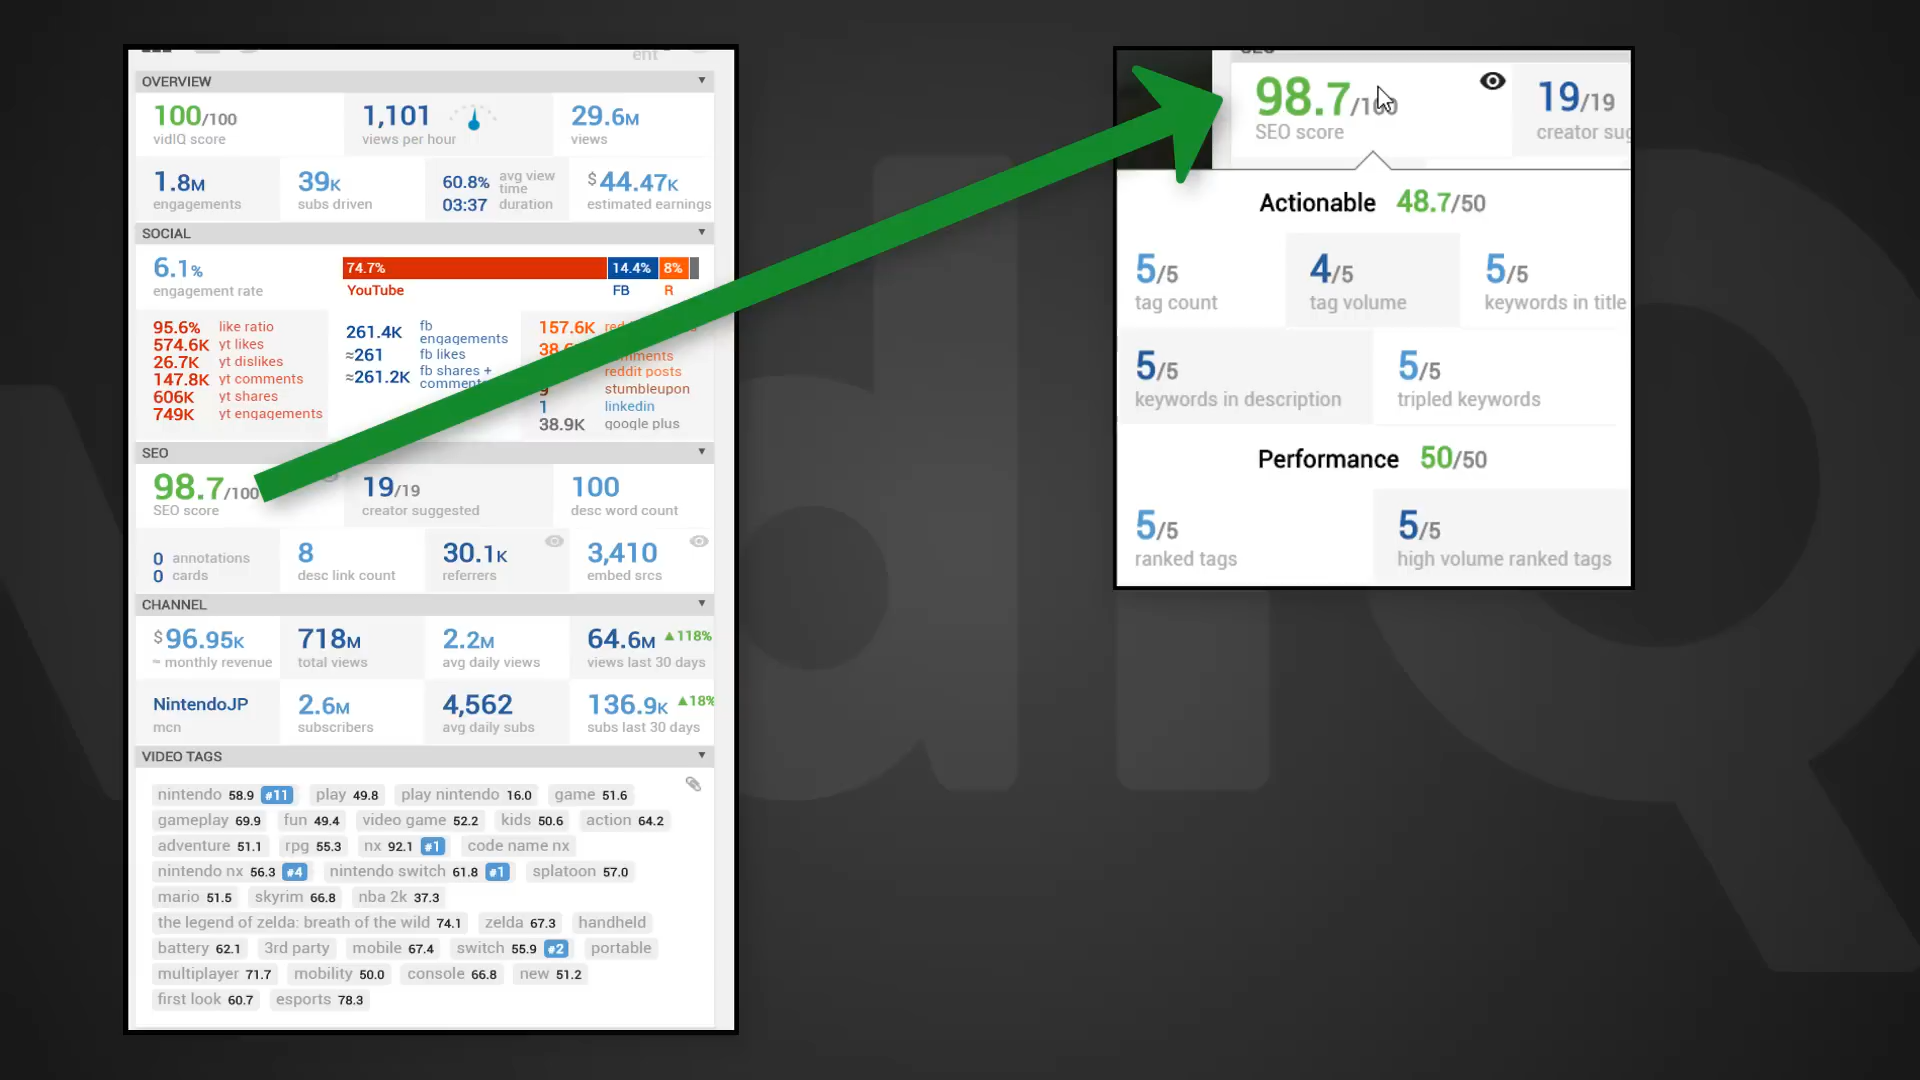 OVERVIEW
100/100
vidIQ score
1,101
views per hour
29.6M
views
1.8M
engagements
39K
subs driven
60.8% avg view time
03:37 duration
$44.47K
estimated earnings
SOCIAL
6.1%
engagement rate
74.7% 14.4% 8%
YouTube FB R
95.6% like ratio
574.6K yt likes
26.7K yt dislikes
147.8K yt comments
606K yt shares
749K yt engagements
261.4K fb engagements
≈261 fb likes
≈261.2K fb shares +
157.6K
reddit posts
stumbleupon
1 linkedin
38.9K google plus
SEO
98.7/100
SEO score
19/19
creator suggested
100
desc word count
0 annotations
0 cards
8
desc link count
30.1K
referrers
3,410
embed srcs
CHANNEL
$96.95K
≈ monthly revenue
718M
total views
2.2M
avg daily views
64.6M ▲118%
views last 30 days
NintendoJP
mcn
2.6M
subscribers
4,562
avg daily subs
136.9K ▲18%
subs last 30 days
VIDEO TAGS
nintendo 58.9 #11 play 49.8 play nintendo 16.0 game 51.6
gameplay 69.9 fun 49.4 video game 52.2 kids 50.6 action 64.2
adventure 51.1 rpg 55.3 nx 92.1 #1 code name nx
nintendo nx 56.3 #4 nintendo switch 61.8 #1 splatoon 57.0
mario 51.5 skyrim 66.8 nba 2k 37.3
the legend of zelda: breath of the wild 74.1 zelda 67.3 handheld
battery 62.1 3rd party mobile 67.4 switch 55.9 #2 portable
multiplayer 71.7 mobility 50.0 console 66.8 new 51.2
first look 60.7 esports 78.3
98.7/100
SEO score
19/19
creator
Actionable 48.7/50
5/5
tag count
4/5
tag volume
5/5
keywords in title
5/5
keywords in description
5/5
tripled keywords
Performance 50/50
5/5
ranked tags
5/5
high volume ranked tags